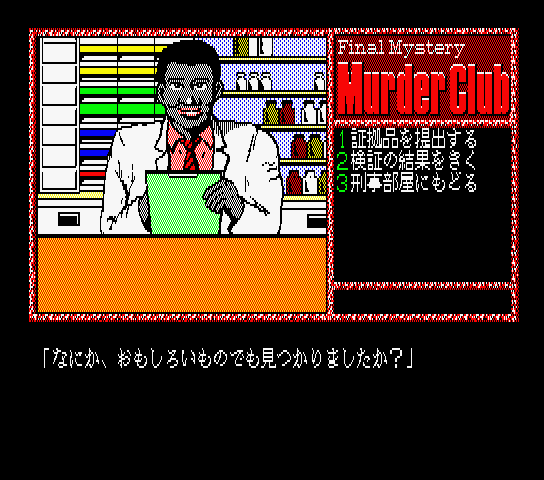 Final Mystery
Murder Club
1 証拠品を提出する
2 検証の結果をきく
3 刑事部屋にもどる
「なにか、おもしろいものでも見つかりましたか？」